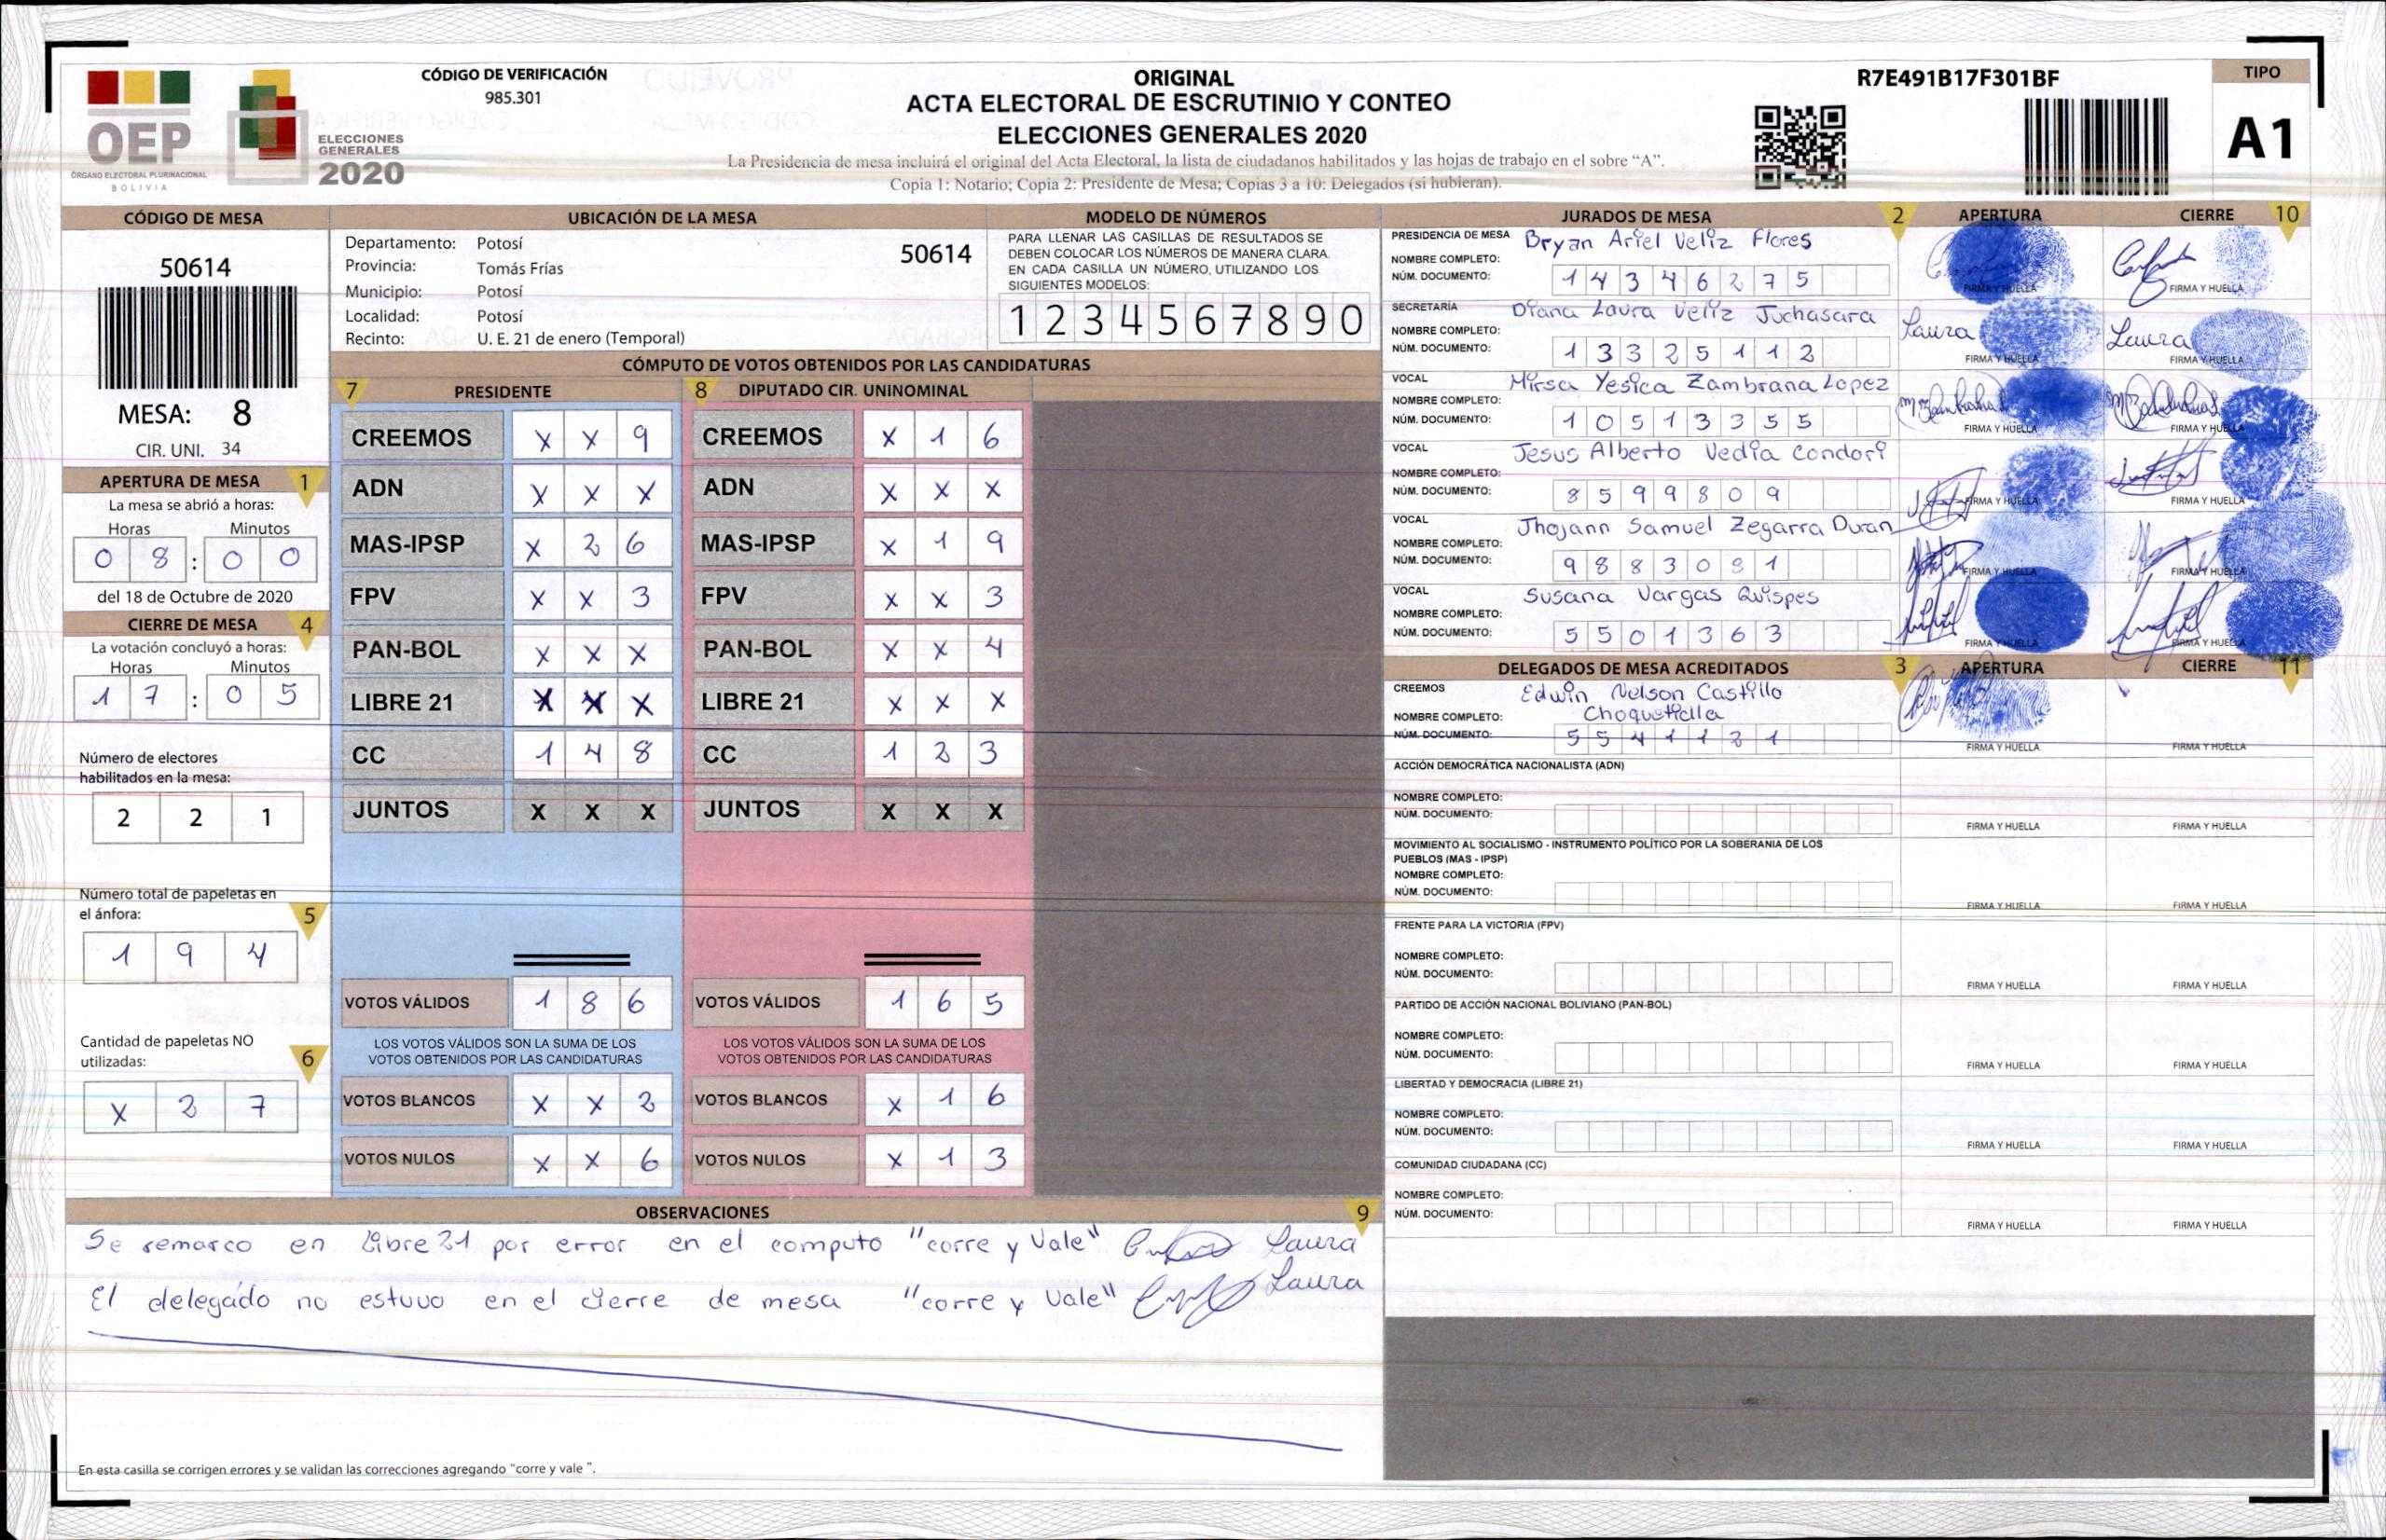 CÓDIGO DE VERIFICACIÓN
985.301
ORIGINAL
ACTA ELECTORAL DE ESCRUTINIO Y CONTEO
ELECCIONES GENERALES 2020
La Presidencia de mesa incluirá el original del Acta Electoral, la lista de ciudadanos habilitados y las hojas de trabajo en el sobre “A”.
Copia 1: Notario; Copia 2: Presidente de Mesa; Copias 3 a 10: Delegados (si hubieran).
R7E491B17F301BF
TIPO
A1
OEP
ÓRGANO ELECTORAL PLURINACIONAL
BOLIVIA
ELECCIONES
GENERALES
2020
CÓDIGO DE MESA
50614
MESA: 8
CIR. UNI. 34
APERTURA DE MESA 1
La mesa se abrió a horas:
Horas Minutos
0 8 : 0 0
del 18 de Octubre de 2020
CIERRE DE MESA 4
La votación concluyó a horas:
Horas Minutos
1 7 : 0 5
Número de electores
habilitados en la mesa:
2 2 1
Número total de papeletas en
el ánfora: 5
1 9 4
Cantidad de papeletas NO
utilizadas: 6
X 2 7
UBICACIÓN DE LA MESA
Departamento: Potosí 50614
Provincia: Tomás Frías
Municipio: Potosí
Localidad: Potosí
Recinto: U. E. 21 de enero (Temporal)
MODELO DE NÚMEROS
PARA LLENAR LAS CASILLAS DE RESULTADOS SE
DEBEN COLOCAR LOS NÚMEROS DE MANERA CLARA.
EN CADA CASILLA UN NÚMERO, UTILIZANDO LOS
SIGUIENTES MODELOS:
1 2 3 4 5 6 7 8 9 0
CÓMPUTO DE VOTOS OBTENIDOS POR LAS CANDIDATURAS
7 PRESIDENTE 8 DIPUTADO CIR. UNINOMINAL
CREEMOS X X 9 CREEMOS X 1 6
ADN X X X ADN X X X
MAS-IPSP X 2 6 MAS-IPSP X 1 9
FPV X X 3 FPV X X 3
PAN-BOL X X X PAN-BOL X X 4
LIBRE 21 X X X LIBRE 21 X X X
CC 1 4 8 CC 1 2 3
JUNTOS X X X JUNTOS X X X
VOTOS VÁLIDOS 1 8 6 VOTOS VÁLIDOS 1 6 5
LOS VOTOS VÁLIDOS SON LA SUMA DE LOS LOS VOTOS VÁLIDOS SON LA SUMA DE LOS
VOTOS OBTENIDOS POR LAS CANDIDATURAS VOTOS OBTENIDOS POR LAS CANDIDATURAS
VOTOS BLANCOS X X 2 VOTOS BLANCOS X 1 6
VOTOS NULOS X X 6 VOTOS NULOS X 1 3
OBSERVACIONES 9
Se remarco en Libre 21 por error en el computo "corre y Vale" Laura
El delegado no estuvo en el cierre de mesa "corre y Vale" Laura
En esta casilla se corrigen errores y se validan las correcciones agregando “corre y vale ”.
JURADOS DE MESA 2 APERTURA CIERRE 10
PRESIDENCIA DE MESA Bryan Ariel Veliz Flores
NOMBRE COMPLETO:
NÚM. DOCUMENTO: 1 4 3 4 6 2 7 5 FIRMA Y HUELLA FIRMA Y HUELLA
SECRETARÍA Diana Laura Veliz Juchasara
NOMBRE COMPLETO: Laura Laura
NÚM. DOCUMENTO: 1 3 3 2 5 1 1 2 FIRMA Y HUELLA FIRMA Y HUELLA
VOCAL Mirsa Yesica Zambrana Lopez
NOMBRE COMPLETO:
NÚM. DOCUMENTO: 1 0 5 1 3 3 5 5 FIRMA Y HUELLA FIRMA Y HUELLA
VOCAL Jesus Alberto Vedia Condori
NOMBRE COMPLETO:
NÚM. DOCUMENTO: 8 5 9 9 8 0 9 FIRMA Y HUELLA FIRMA Y HUELLA
VOCAL Jhojann Samuel Zegarra Duran
NOMBRE COMPLETO:
NÚM. DOCUMENTO: 9 8 8 3 0 8 1 FIRMA Y HUELLA FIRMA Y HUELLA
VOCAL Susana Vargas Quispes
NOMBRE COMPLETO:
NÚM. DOCUMENTO: 5 5 0 1 3 6 3 FIRMA Y HUELLA FIRMA Y HUELLA
DELEGADOS DE MESA ACREDITADOS 3 APERTURA CIERRE 11
CREEMOS Edwin Nelson Castillo
NOMBRE COMPLETO: Choqueticlla
NÚM. DOCUMENTO: 5 5 4 1 1 2 1
FIRMA Y HUELLA FIRMA Y HUELLA
ACCIÓN DEMOCRÁTICA NACIONALISTA (ADN)
NOMBRE COMPLETO:
NÚM. DOCUMENTO: FIRMA Y HUELLA FIRMA Y HUELLA
MOVIMIENTO AL SOCIALISMO - INSTRUMENTO POLÍTICO POR LA SOBERANIA DE LOS
PUEBLOS (MAS - IPSP)
NOMBRE COMPLETO:
NÚM. DOCUMENTO: FIRMA Y HUELLA FIRMA Y HUELLA
FRENTE PARA LA VICTORIA (FPV)
NOMBRE COMPLETO:
NÚM. DOCUMENTO: FIRMA Y HUELLA FIRMA Y HUELLA
PARTIDO DE ACCIÓN NACIONAL BOLIVIANO (PAN-BOL)
NOMBRE COMPLETO:
NÚM. DOCUMENTO: FIRMA Y HUELLA FIRMA Y HUELLA
LIBERTAD Y DEMOCRACIA (LIBRE 21)
NOMBRE COMPLETO:
NÚM. DOCUMENTO: FIRMA Y HUELLA FIRMA Y HUELLA
COMUNIDAD CIUDADANA (CC)
NOMBRE COMPLETO:
NÚM. DOCUMENTO: FIRMA Y HUELLA FIRMA Y HUELLA